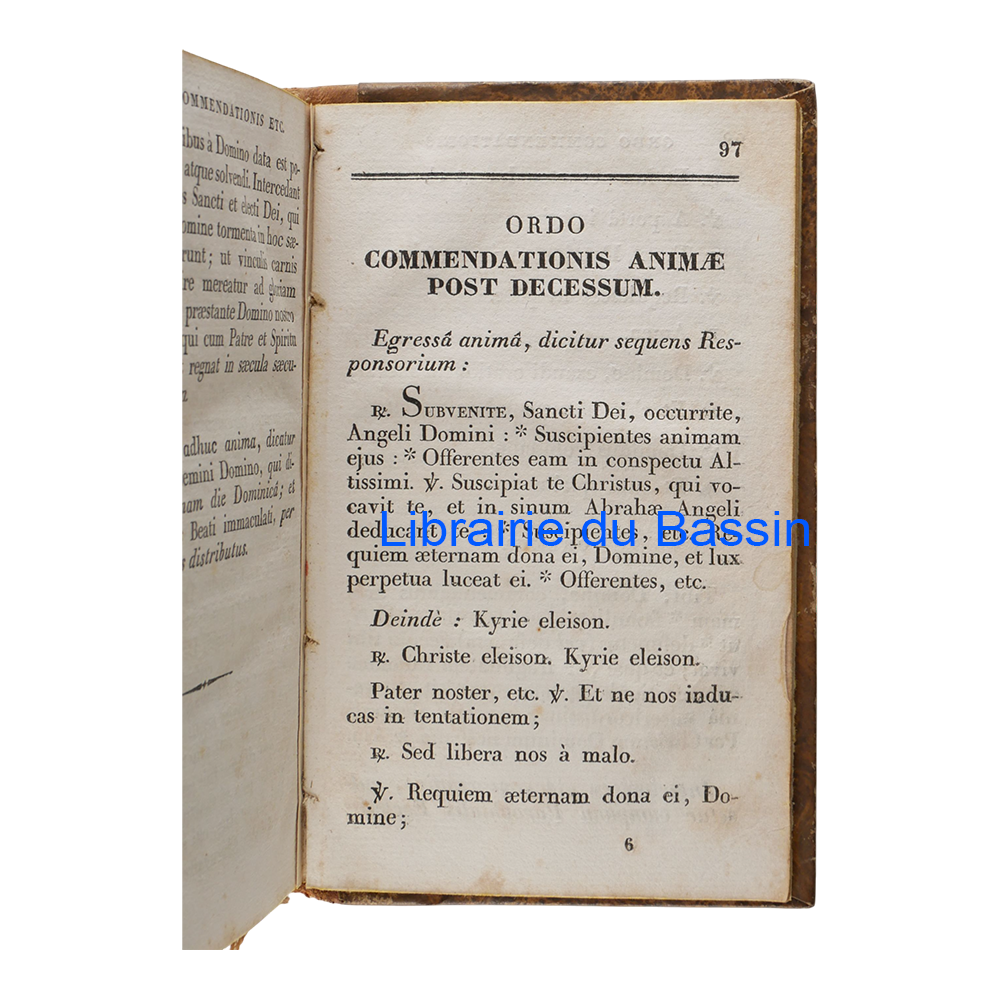 OMMENDATIONIS ETC.
ibus à Domino data est po-
atque solvendi. Intercedant
s Sancti et electi Dei, qui
omine tormenta in hoc sæ-
runt; ut vinculis carnis
re mereatur ad gloriam
præstante Domino nostro
qui cum Patre et Spiritu
regnat in sæcula sæcu-
adhuc anima, dicatur
emini Domino, qui di-
nam die Dominicâ; et
Beati immaculati, per
s distributus.
97
ORDO
COMMENDATIONIS ANIMÆ
POST DECESSUM.
Egressâ animâ, dicitur sequens Res-
ponsorium :
℟. SUBVENITE, Sancti Dei, occurrite,
Angeli Domini : * Suscipientes animam
ejus : * Offerentes eam in conspectu Al-
tissimi. ℣. Suscipiat te Christus, qui vo-
cavit te, et in sinum Abrahæ Angeli
deducant te : * Suscipientes, etc. Re-
quiem æternam dona ei, Domine, et lux
perpetua luceat ei. * Offerentes, etc.
Deindè : Kyrie eleison.
℟. Christe eleison. Kyrie eleison.
Pater noster, etc. ℣. Et ne nos indu-
cas in tentationem;
℟. Sed libera nos à malo.
℣. Requiem æternam dona ei, Do-
mine;
6
Librairie du Bassin